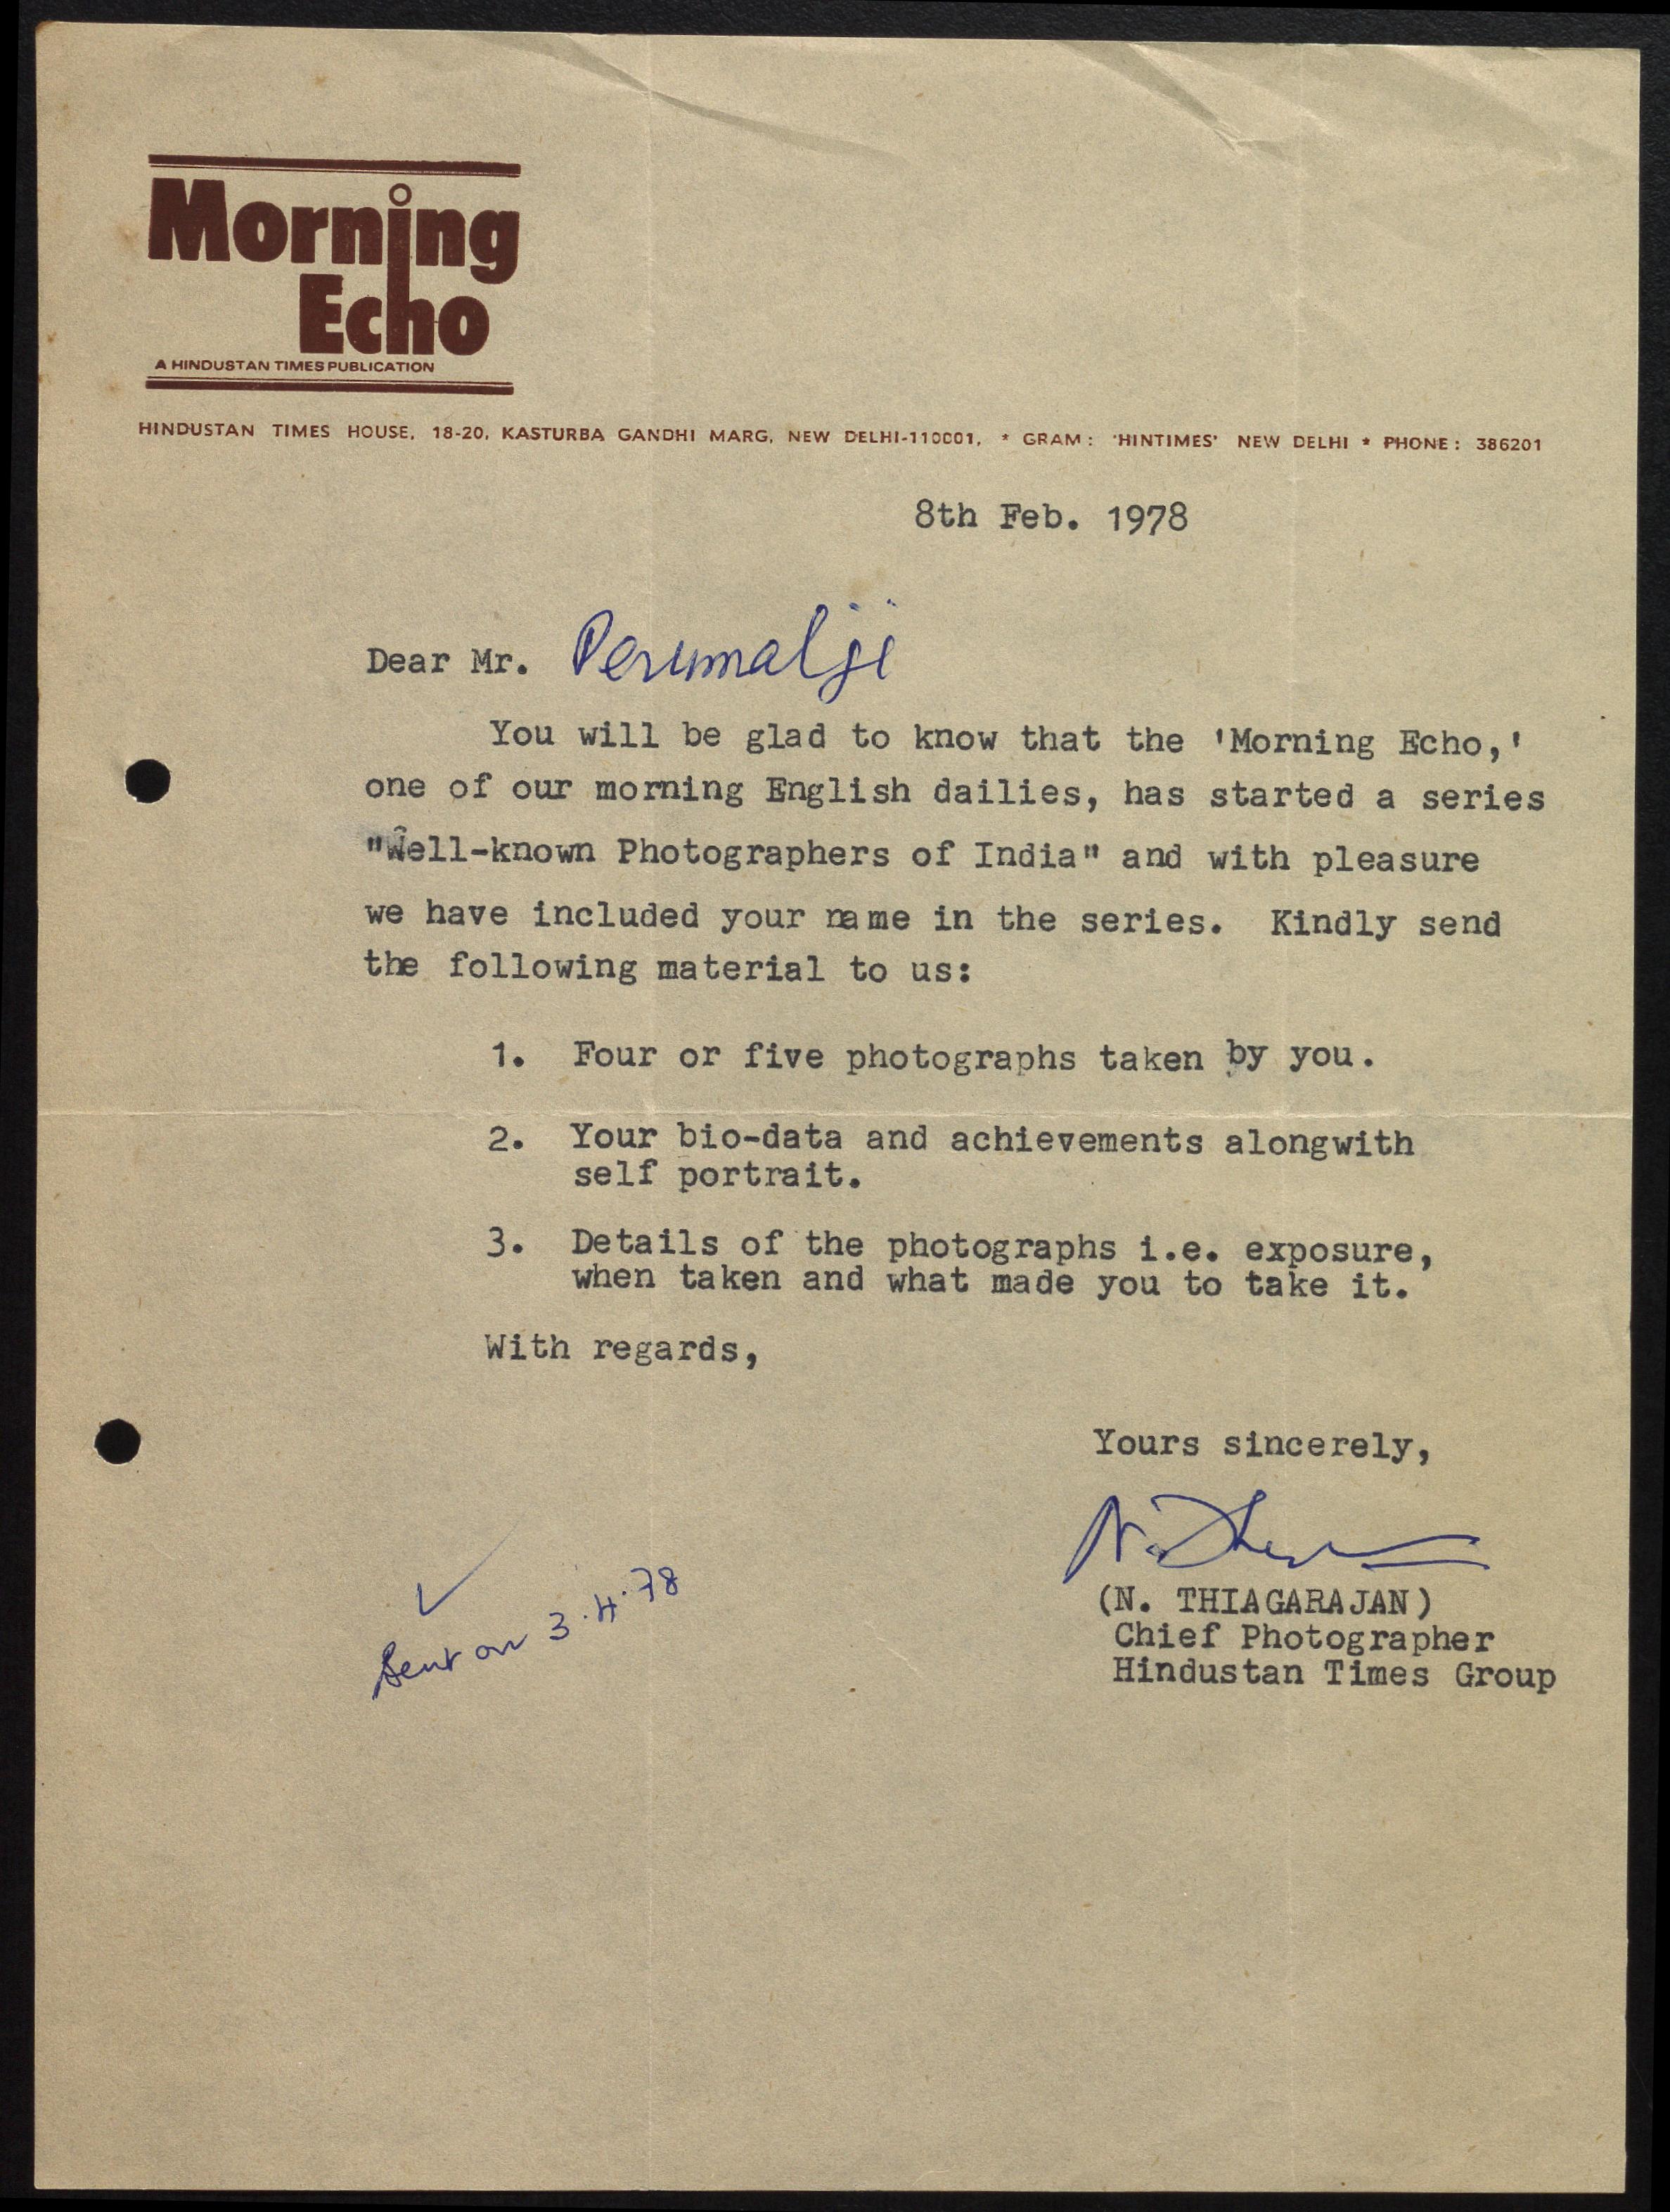 Morning
Echo
A HINDUSTAN TIMES PUBLICATION
HINDUSTAN TIMES HOUSE, 18-20, KASTURBA GANDHI MARG, NEW DELHI-110001, * GRAM : 'HINTIMES' NEW DELHI * PHONE : 386201
8th Feb. 1978
Dear Mr. Perumalji
You will be glad to know that the 'Morning Echo,'
one of our morning English dailies, has started a series
"Well-known Photographers of India" and with pleasure
we have included your name in the series. Kindly send
the following material to us:
1. Four or five photographs taken by you.
2. Your bio-data and achievements alongwith
self portrait.
3. Details of the photographs i.e. exposure,
when taken and what made you to take it.
With regards,
Yours sincerely,
(N. THIAGARAJAN)
Chief Photographer
Hindustan Times Group
Sent on 3.4.78